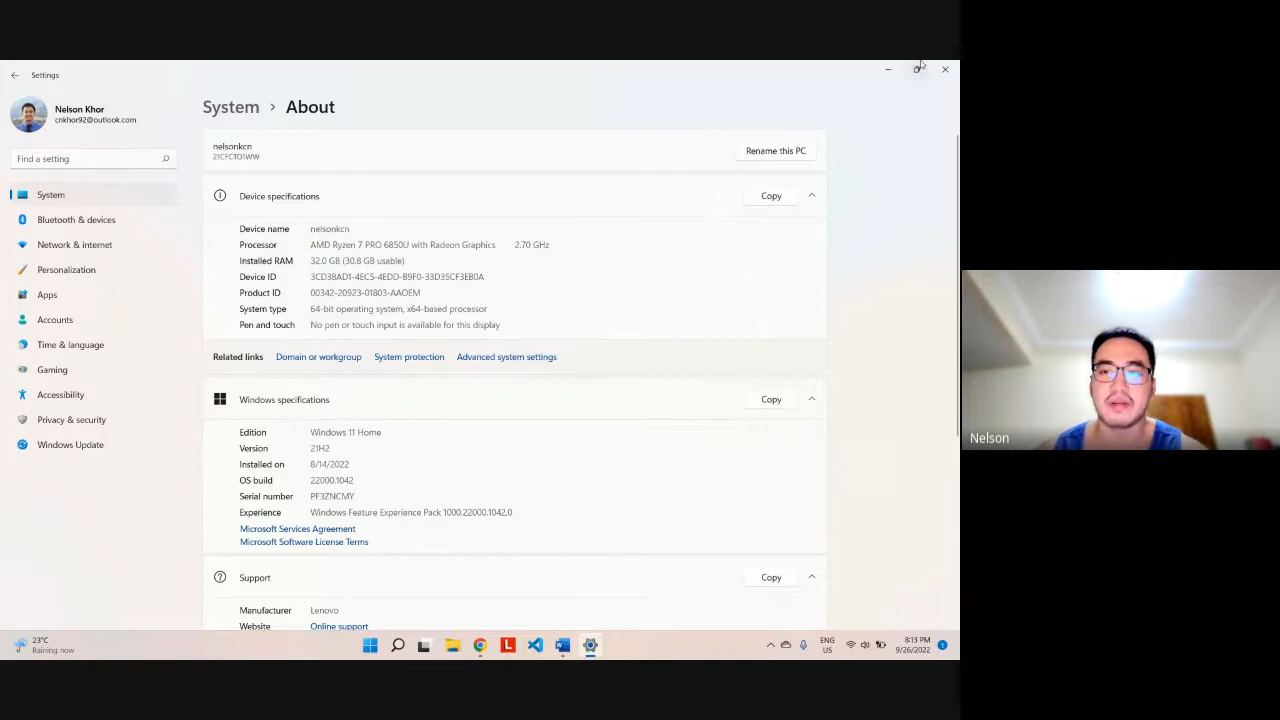 Settings
Nelson Khor
cnkhor92@outlook.com
Find a setting
System
Bluetooth & devices
Network & internet
Personalization
Apps
Accounts
Time & language
Gaming
Accessibility
Privacy & security
Windows Update
System > About
nelsonkcn
21CFCTO1WW
Rename this PC
Device specifications
Copy
Device name nelsonkcn
Processor AMD Ryzen 7 PRO 6850U with Radeon Graphics 2.70 GHz
Installed RAM 32.0 GB (30.8 GB usable)
Device ID 3CD38AD1-4EC5-4EDD-B9F0-33D35CF3EB0A
Product ID 00342-20923-01803-AAOEM
System type 64-bit operating system, x64-based processor
Pen and touch No pen or touch input is available for this display
Related links Domain or workgroup System protection Advanced system settings
Windows specifications
Copy
Edition Windows 11 Home
Version 21H2
Installed on 8/14/2022
OS build 22000.1042
Serial number PF3ZNCMY
Experience Windows Feature Experience Pack 1000.22000.1042.0
Microsoft Services Agreement
Microsoft Software License Terms
Support
Copy
Manufacturer Lenovo
Website Online support
23°C
Raining now
L
ENG
US
8:13 PM
9/26/2022
1
Nelson